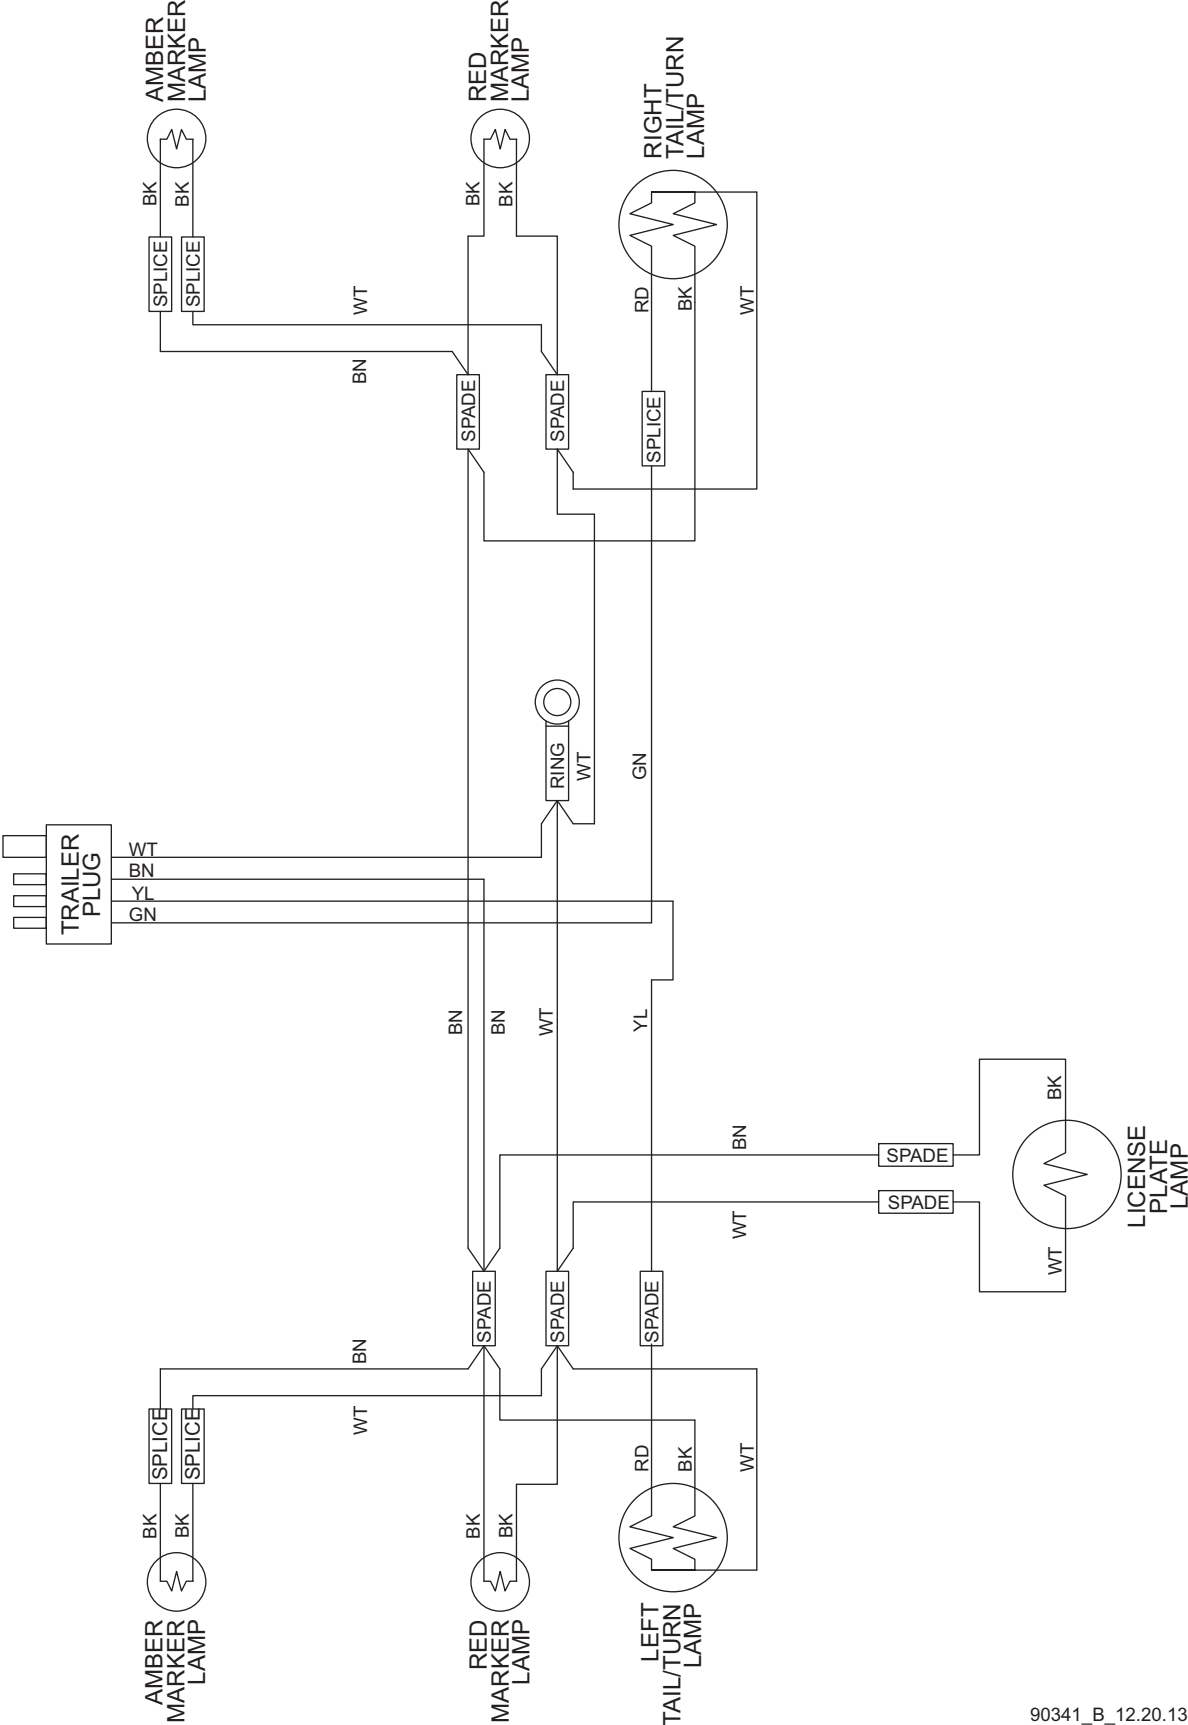 AMBER
MARKER
LAMP
RED
MARKER
LAMP
RIGHT
TAIL/TURN
LAMP
BK
BK
BK
BK
SPLICE
SPLICE
WT
RD
BK
WT
BN
SPADE
SPADE
SPLICE
RING
WT
GN
TRAILER
PLUG
WT
BN
YL
GN
BN
BN
WT
YL
BK
BN
SPADE
SPADE
WT
WT
LICENSE
PLATE
LAMP
SPADE
SPADE
SPADE
BN
WT
SPLICE
SPLICE
RD
BK
WT
BK
BK
BK
BK
AMBER
MARKER
LAMP
RED
MARKER
LAMP
LEFT
TAIL/TURN
LAMP
90341_B_12.20.13